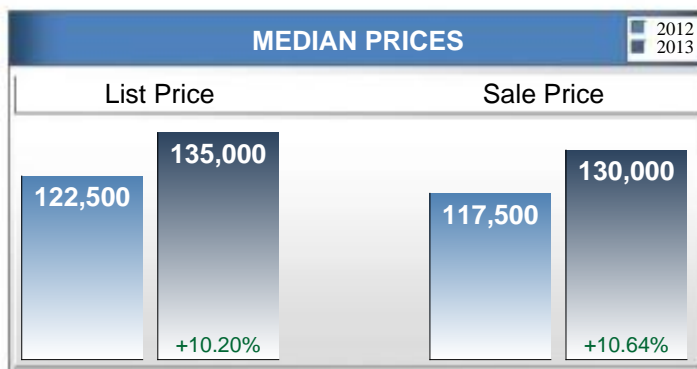 MEDIAN PRICES
2012
2013
List Price
Sale Price
122,500
135,000
+10.20%
117,500
130,000
+10.64%